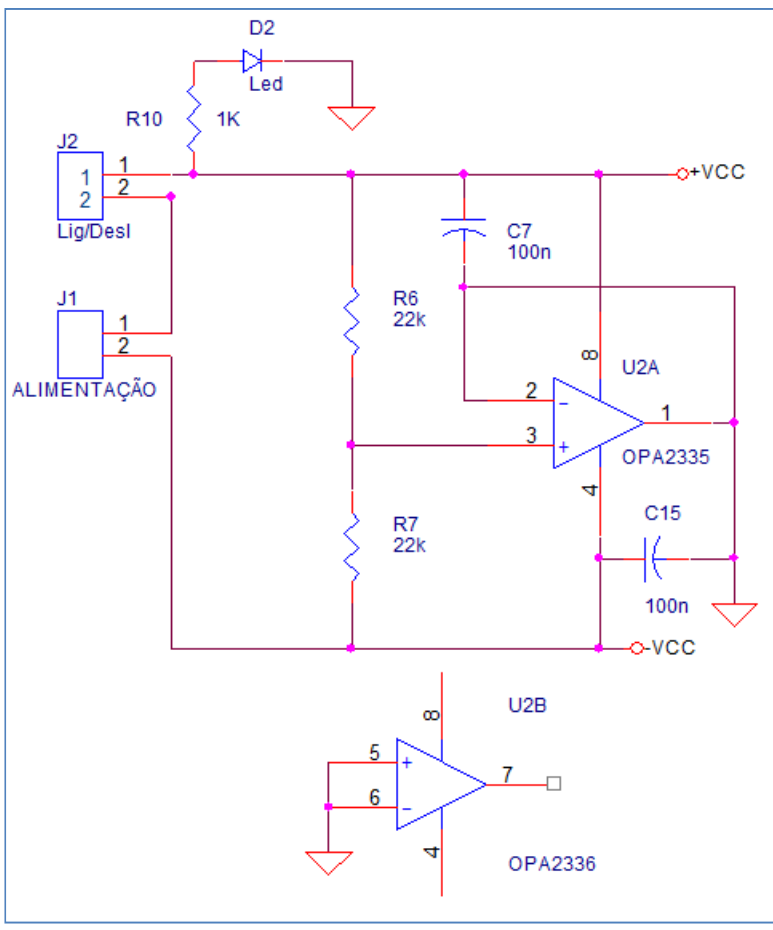 D2
Led
R10 1K
J2
1
1
2
2
Lig/Desl
+VCC
C7
100n
J1
1
2
ALIMENTAÇÃO
R6
22k
8
U2A
2
-
1
3
+
OPA2335
4
R7
22k
C15
100n
-VCC
U2B
8
5
+
7
6
-
4
OPA2336